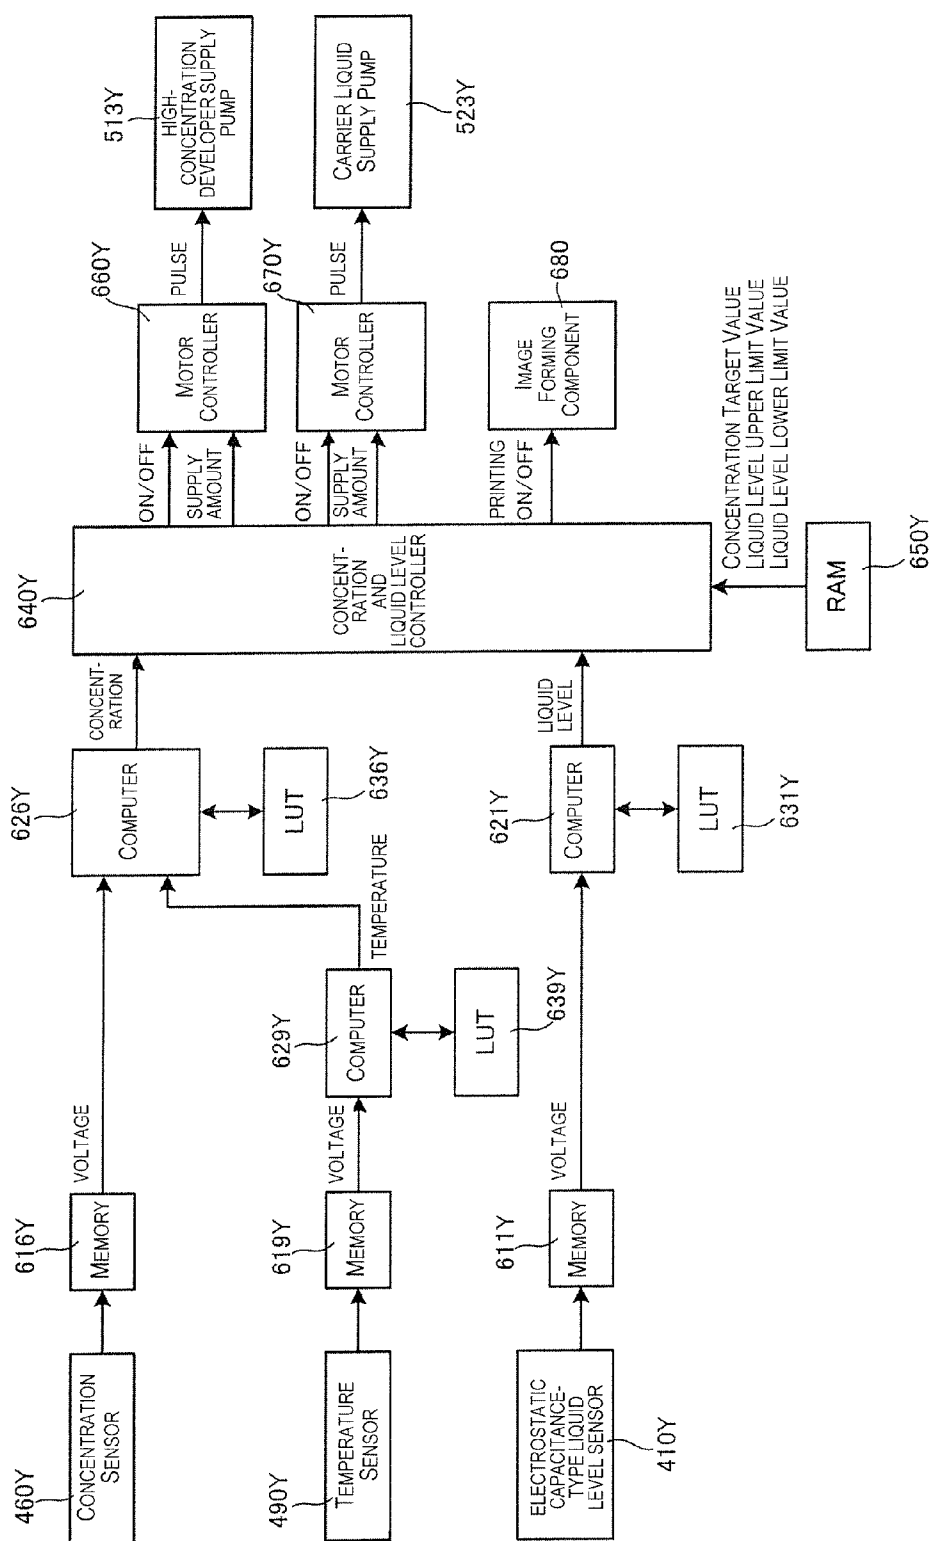 460Y
CONCENTRATION
SENSOR
616Y
MEMORY
VOLTAGE
626Y
COMPUTER
LUT
636Y
CONCENT-
RATION
490Y
TEMPERATURE
SENSOR
619Y
MEMORY
VOLTAGE
629Y
COMPUTER
LUT
639Y
TEMPERATURE
ELECTROSTATIC
CAPACITANCE-
TYPE LIQUID
LEVEL SENSOR
410Y
611Y
MEMORY
VOLTAGE
621Y
COMPUTER
LUT
631Y
LIQUID
LEVEL
640Y
CONCENT-
RATION
AND
LIQUID LEVEL
CONTROLLER
CONCENTRATION TARGET VALUE
LIQUID LEVEL UPPER LIMIT VALUE
LIQUID LEVEL LOWER LIMIT VALUE
RAM
650Y
ON/OFF
SUPPLY
AMOUNT
660Y
MOTOR
CONTROLLER
PULSE
513Y
HIGH-
CONCENTRATION
DEVELOPER SUPPLY
PUMP
ON/OFF
SUPPLY
AMOUNT
670Y
MOTOR
CONTROLLER
PULSE
CARRIER LIQUID
SUPPLY PUMP
523Y
PRINTING
ON/OFF
IMAGE
FORMING
COMPONENT
680